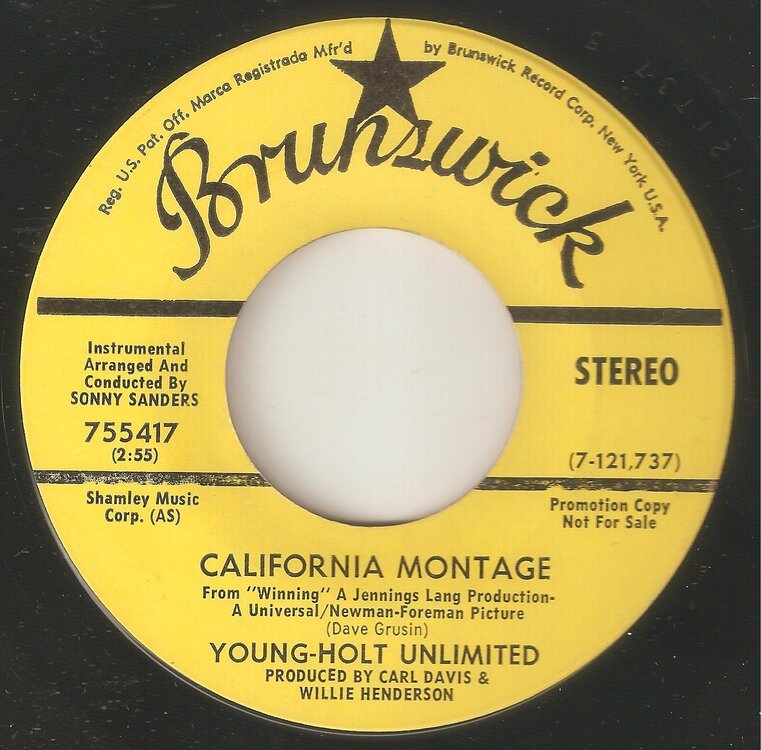 Reg. U.S. Pat. Off. Marca Registrada Mfr'd by Brunswick Record Corp. New York U.S.A.
Brunswick
Instrumental
Arranged And
Conducted By
SONNY SANDERS
755417
(2:55)
Shamley Music
Corp. (AS)
STEREO
(7-121,737)
Promotion Copy
Not For Sale
CALIFORNIA MONTAGE
From "Winning" A Jennings Lang Production-
A Universal/Newman-Foreman Picture
(Dave Grusin)
YOUNG-HOLT UNLIMITED
PRODUCED BY CARL DAVIS &
WILLIE HENDERSON